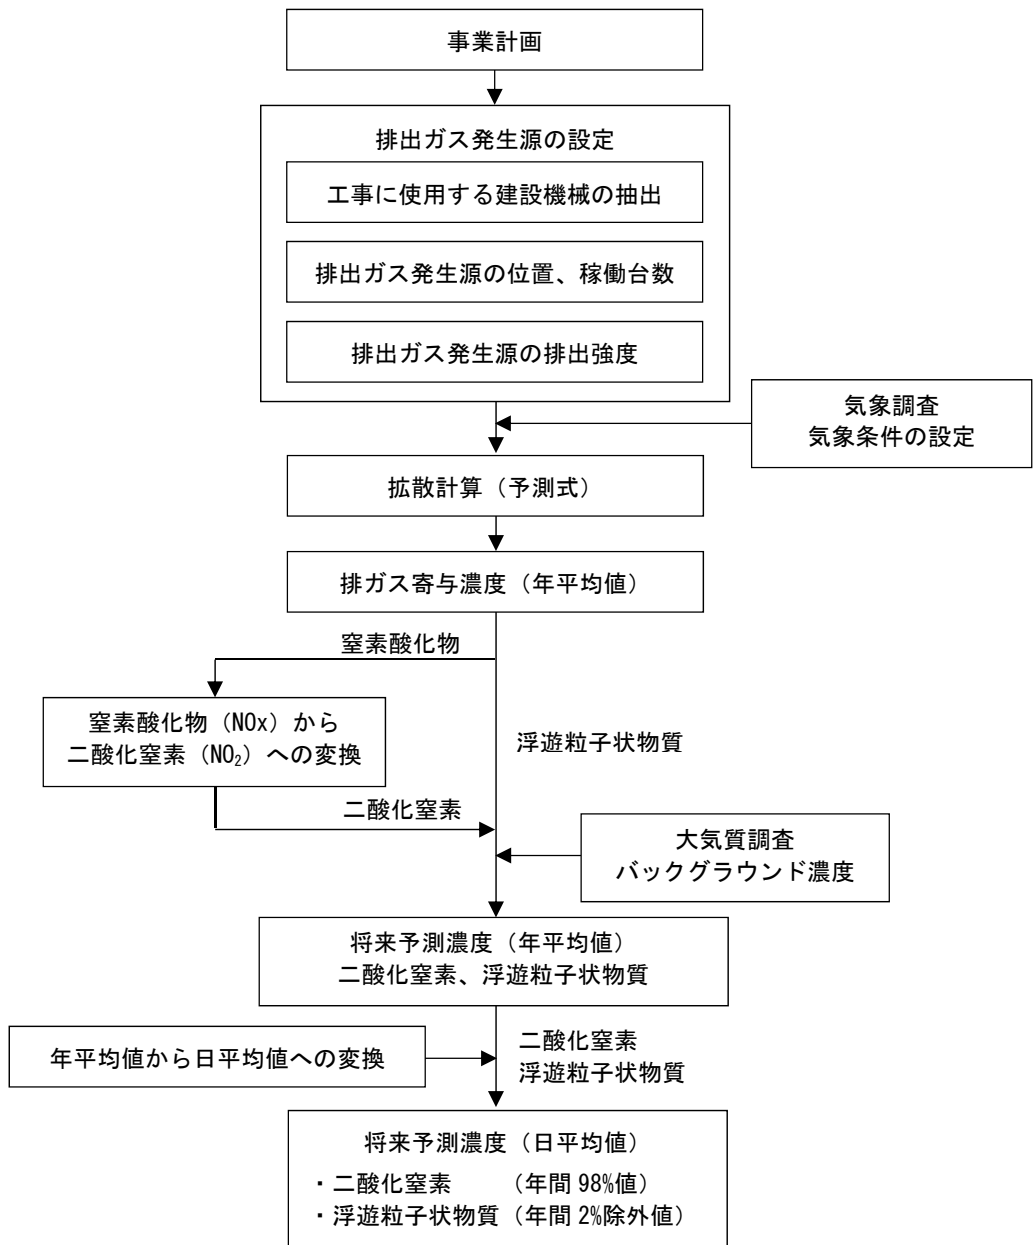 事業計画
排出ガス発生源の設定
工事に使用する建設機械の抽出
排出ガス発生源の位置、稼働台数
排出ガス発生源の排出強度
気象調査
気象条件の設定
拡散計算（予測式）
排ガス寄与濃度（年平均値）
窒素酸化物
窒素酸化物（NOx）から
二酸化窒素（NO₂）への変換
浮遊粒子状物質
二酸化窒素
大気質調査
バックグラウンド濃度
将来予測濃度（年平均値）
二酸化窒素、浮遊粒子状物質
年平均値から日平均値への変換
二酸化窒素
浮遊粒子状物質
将来予測濃度（日平均値）
・二酸化窒素　　（年間 98%値）
・浮遊粒子状物質（年間 2%除外値）